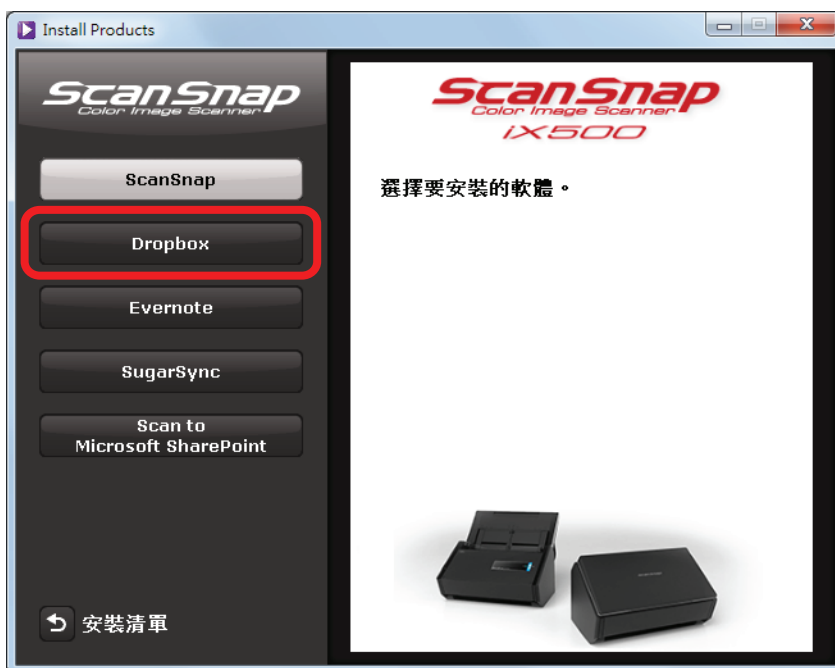 Install Products
ScanSnap
Color Image Scanner
ScanSnap
Dropbox
Evernote
SugarSync
Scan to
Microsoft SharePoint
安裝清單
ScanSnap
Color Image Scanner
iX500
選擇要安裝的軟體。